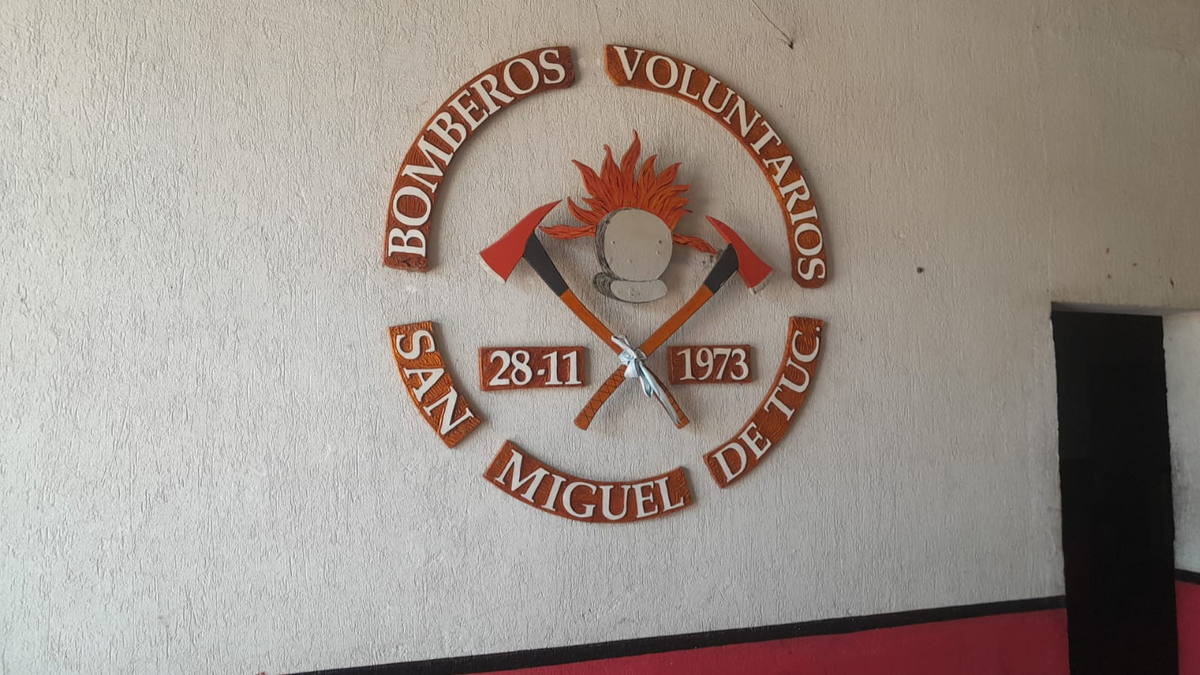 BOMBEROS VOLUNTARIOS
28-11 1973
SAN MIGUEL DE TUC.